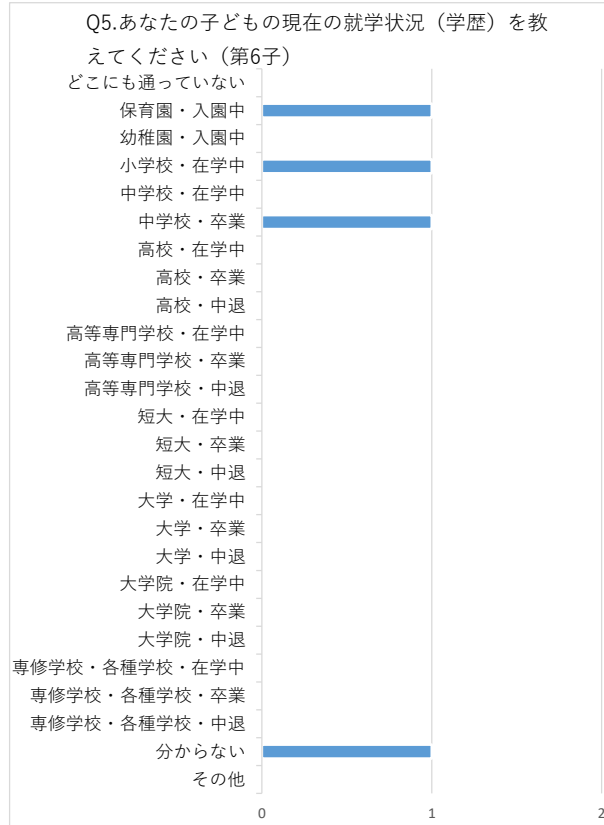 Q5.あなたの子どもの現在の就学状況（学歴）を教
えてください（第6子）
どこにも通っていない
保育園・入園中
幼稚園・入園中
小学校・在学中
中学校・在学中
中学校・卒業
高校・在学中
高校・卒業
高校・中退
高等専門学校・在学中
高等専門学校・卒業
高等専門学校・中退
短大・在学中
短大・卒業
短大・中退
大学・在学中
大学・卒業
大学・中退
大学院・在学中
大学院・卒業
大学院・中退
専修学校・各種学校・在学中
専修学校・各種学校・卒業
専修学校・各種学校・中退
分からない
その他
0 1 2